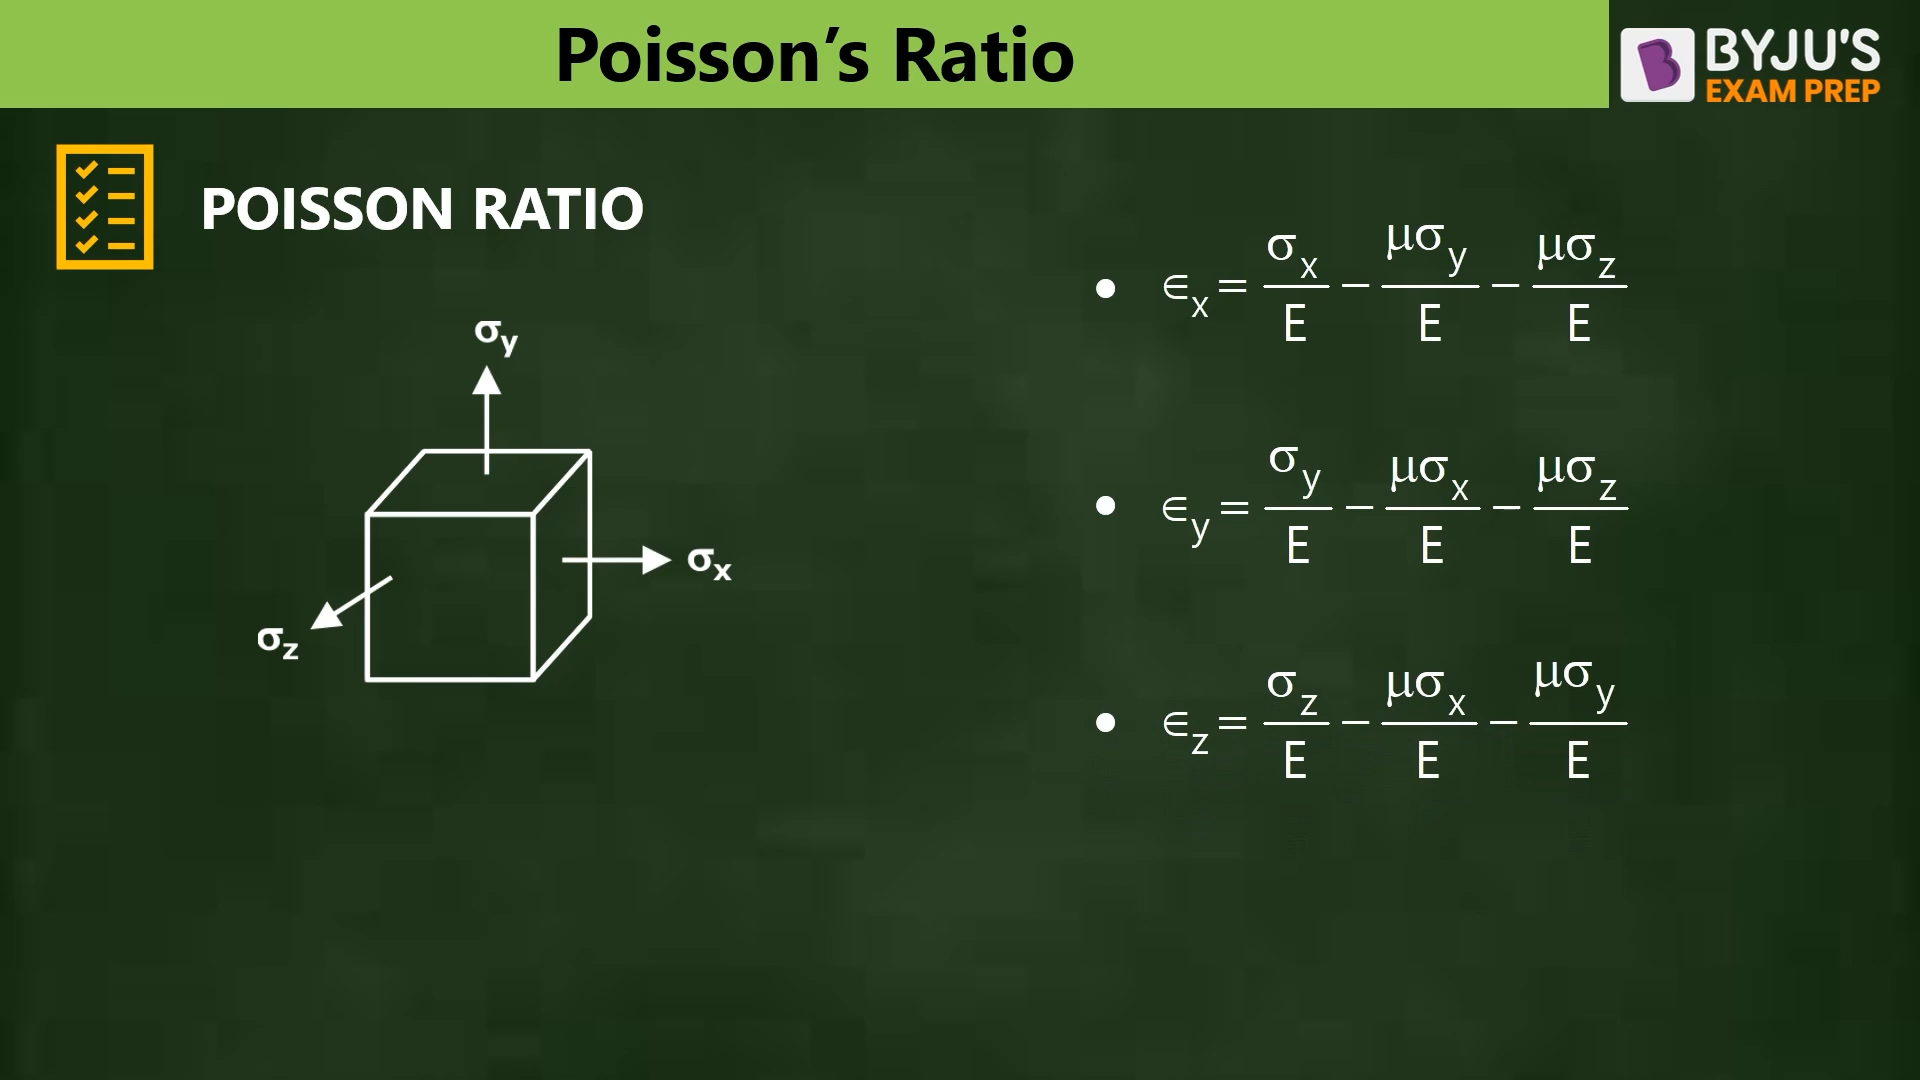 Poisson’s Ratio
BYJU'S
EXAM PREP
POISSON RATIO
σy
σx
σz
• ∈x = σx/E − μσy/E − μσz/E
• ∈y = σy/E − μσx/E − μσz/E
• ∈z = σz/E − μσx/E − μσy/E